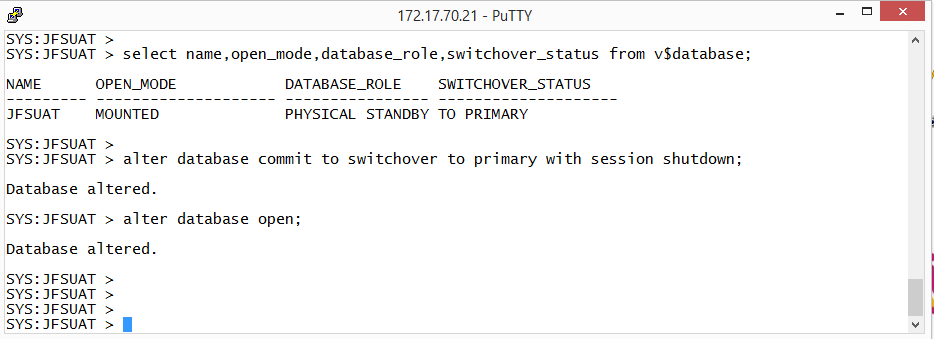 172.17.70.21 - PuTTY
SYS:JFSUAT >
SYS:JFSUAT > select name,open_mode,database_role,switchover_status from v$database;
NAME      OPEN_MODE            DATABASE_ROLE    SWITCHOVER_STATUS
--------- -------------------- ---------------- --------------------
JFSUAT    MOUNTED              PHYSICAL STANDBY TO PRIMARY
SYS:JFSUAT >
SYS:JFSUAT > alter database commit to switchover to primary with session shutdown;
Database altered.
SYS:JFSUAT > alter database open;
Database altered.
SYS:JFSUAT >
SYS:JFSUAT >
SYS:JFSUAT >
SYS:JFSUAT >